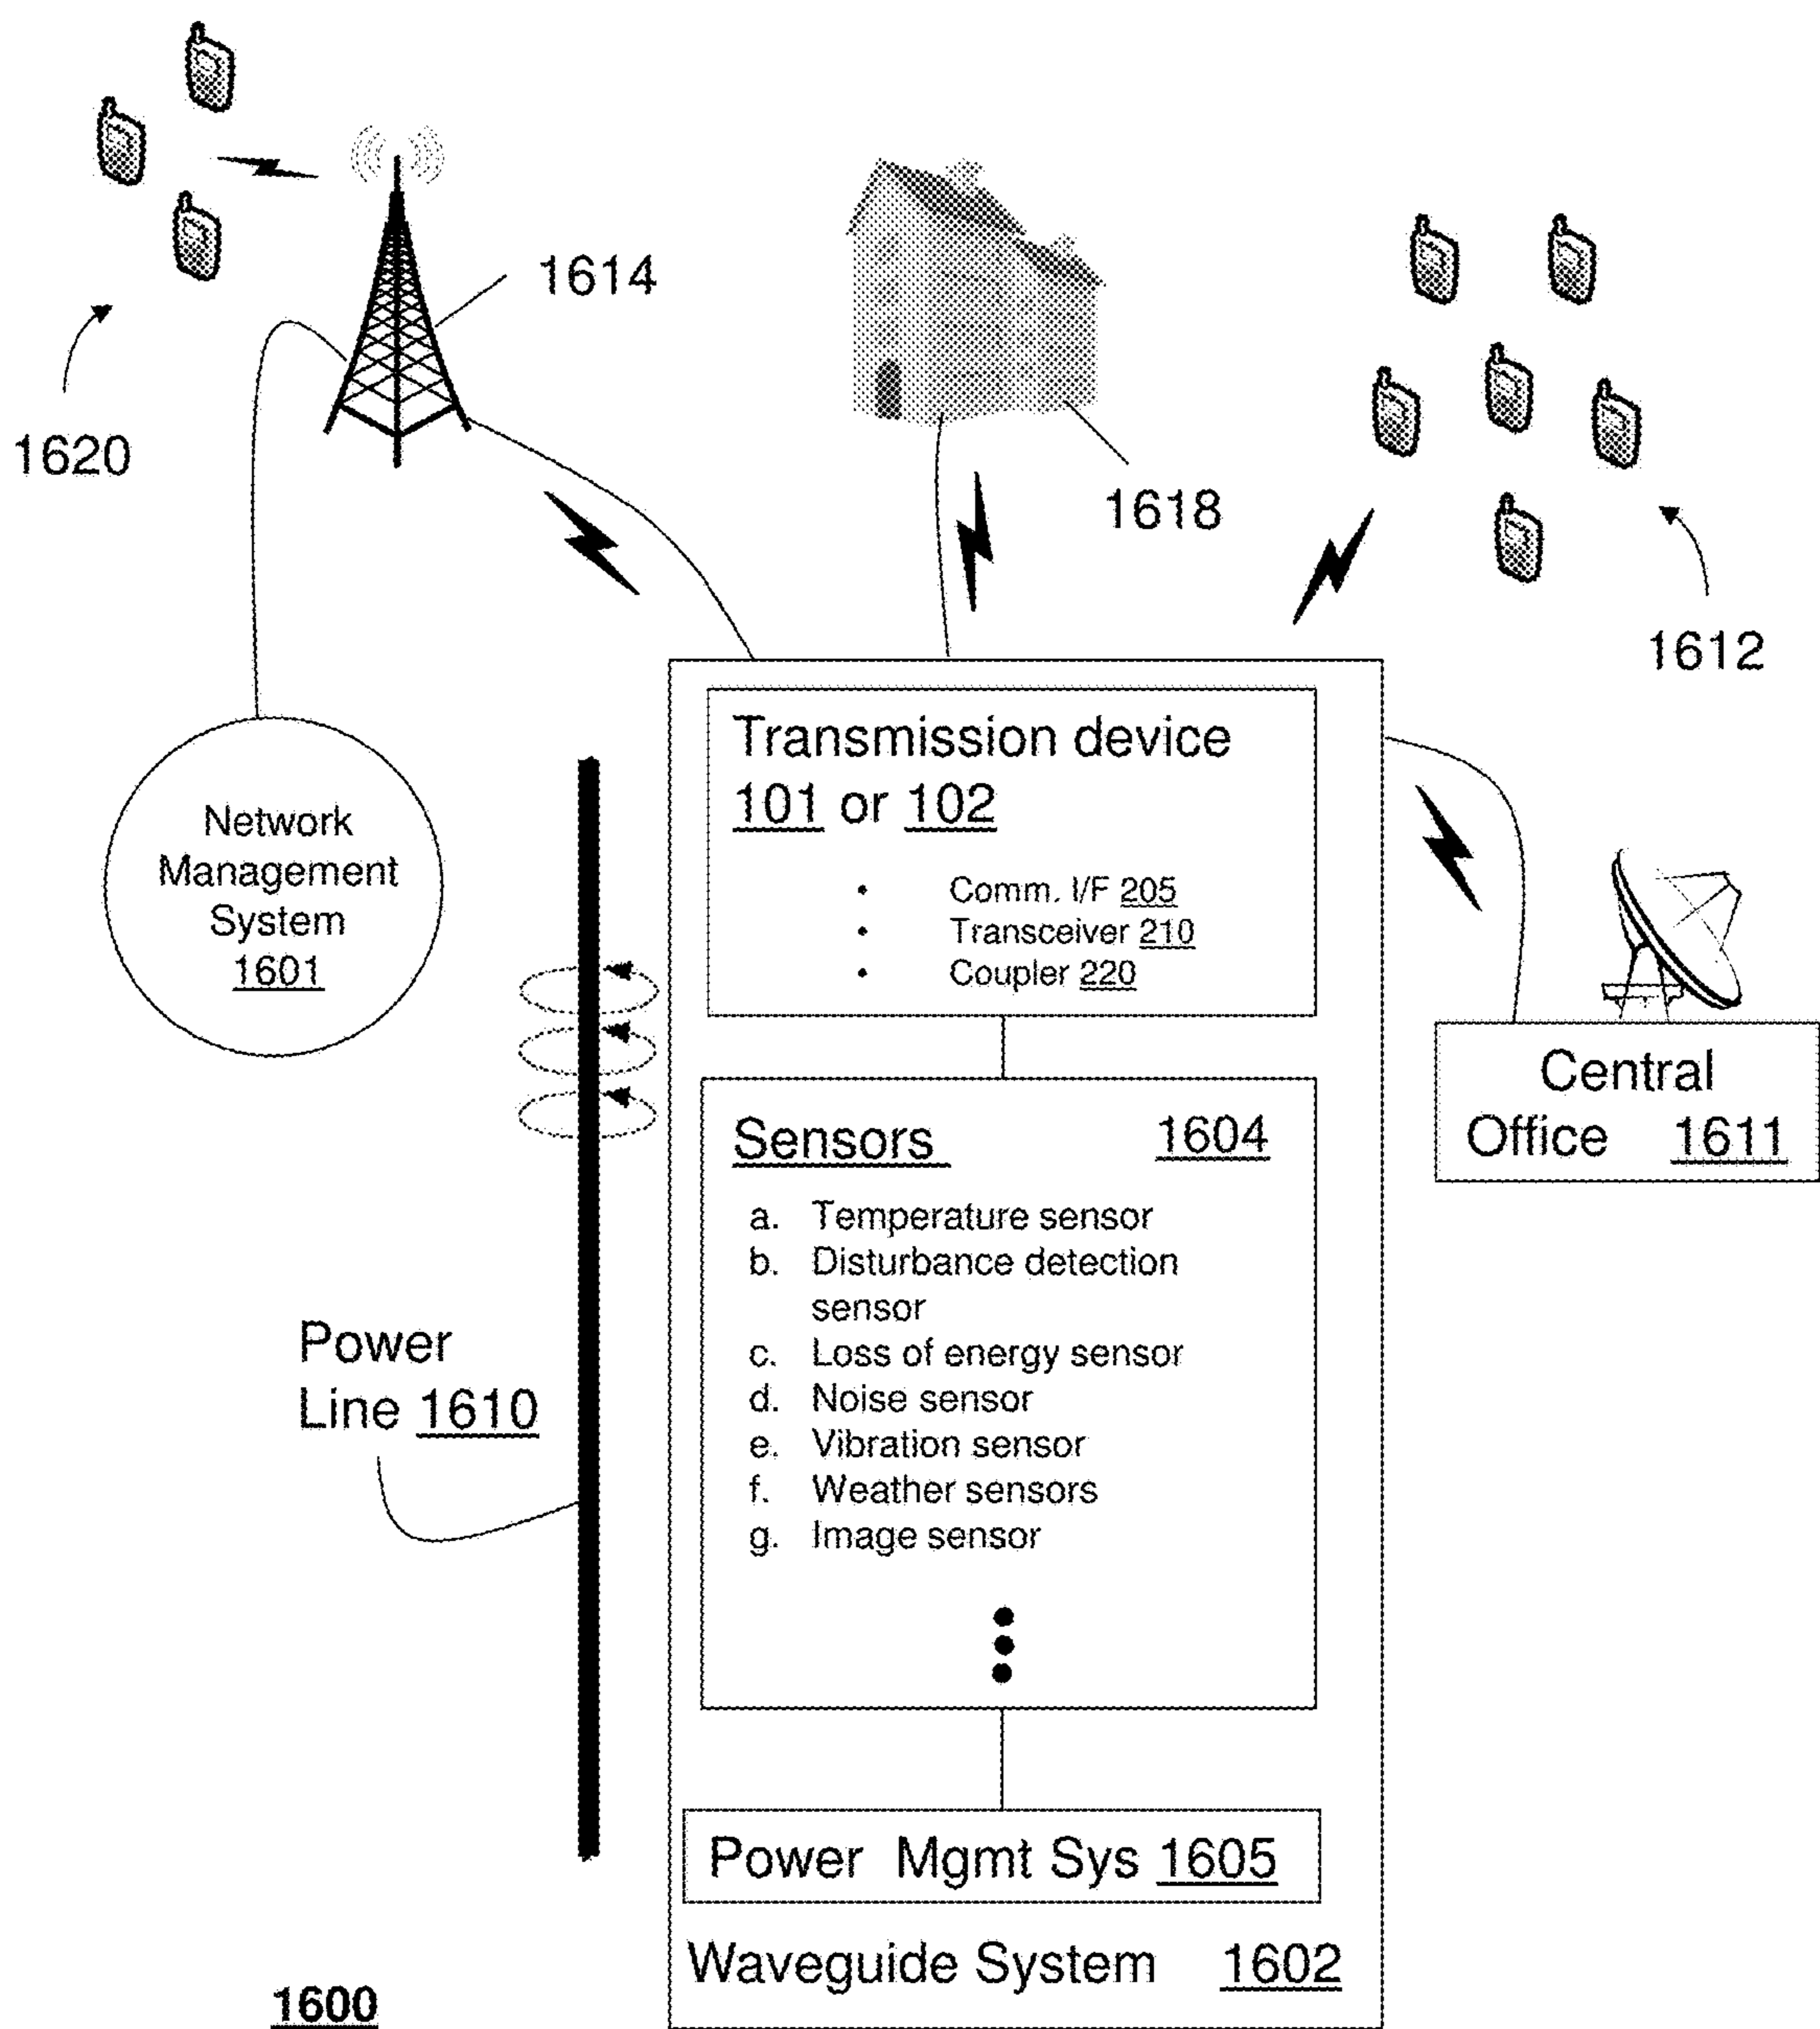 1614
1620
1618
1612
Network
Management
System
1601
Transmission device
101 or 102
• Comm. I/F 205
• Transceiver 210
• Coupler 220
Central
Office 1611
Sensors 1604
a. Temperature sensor
b. Disturbance detection
sensor
c. Loss of energy sensor
d. Noise sensor
e. Vibration sensor
f. Weather sensors
g. Image sensor
Power
Line 1610
Power Mgmt Sys 1605
Waveguide System 1602
1600